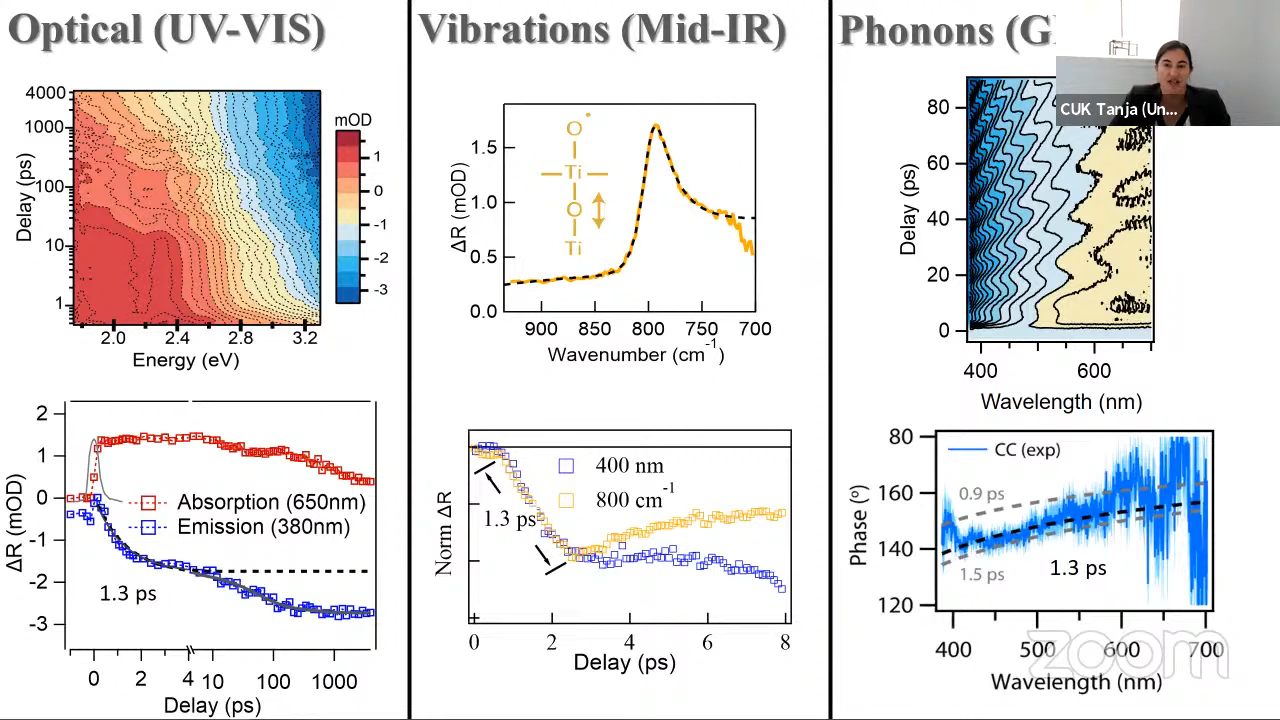 Optical (UV-VIS)
4000
1000
100
10
1
Delay (ps)
2.0 2.4 2.8 3.2
Energy (eV)
mOD
1
0
-1
-2
-3
2
1
0
-1
-2
-3
ΔR (mOD)
Absorption (650nm)
Emission (380nm)
1.3 ps
0 2 4 10 100 1000
Delay (ps)
Vibrations (Mid-IR)
1.5
1.0
0.5
0.0
ΔR (mOD)
O
Ti
O
Ti
900 850 800 750 700
Wavenumber (cm-1)
400 nm
800 cm-1
1.3 ps
Norm ΔR
0 2 4 6 8
Delay (ps)
Phonons (G
CUK Tanja (Un...
80
60
40
20
0
Delay(ps)
400 600
Wavelength (nm)
80
160
140
120
Phase (º)
CC (exp)
0.9 ps
1.5 ps
1.3 ps
400 500 600 700
Wavelength (nm)
zoom